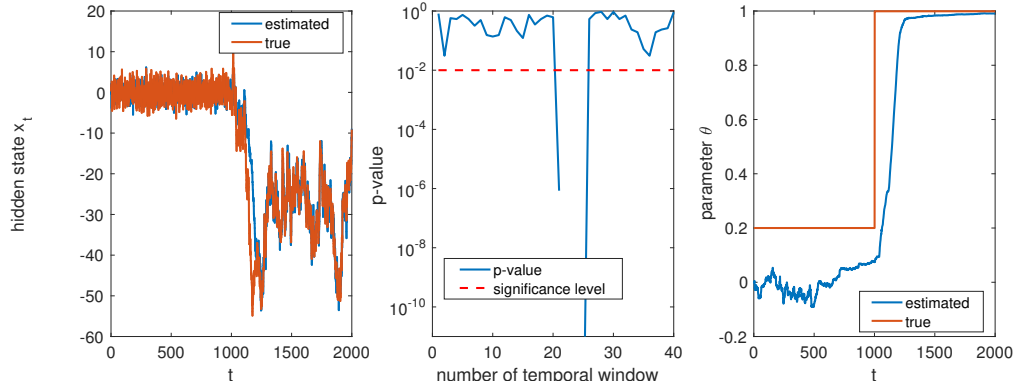 20
10
0
-10
-20
-30
-40
-50
-60
0 500 1000 1500 2000
hidden state x_t
t
estimated
true
10^0
10^-2
10^-4
10^-6
10^-8
10^-10
0 10 20 30 40
p-value
number of temporal window
p-value
significance level
1
0.8
0.6
0.4
0.2
0
-0.2
0 500 1000 1500 2000
parameter θ
t
estimated
true